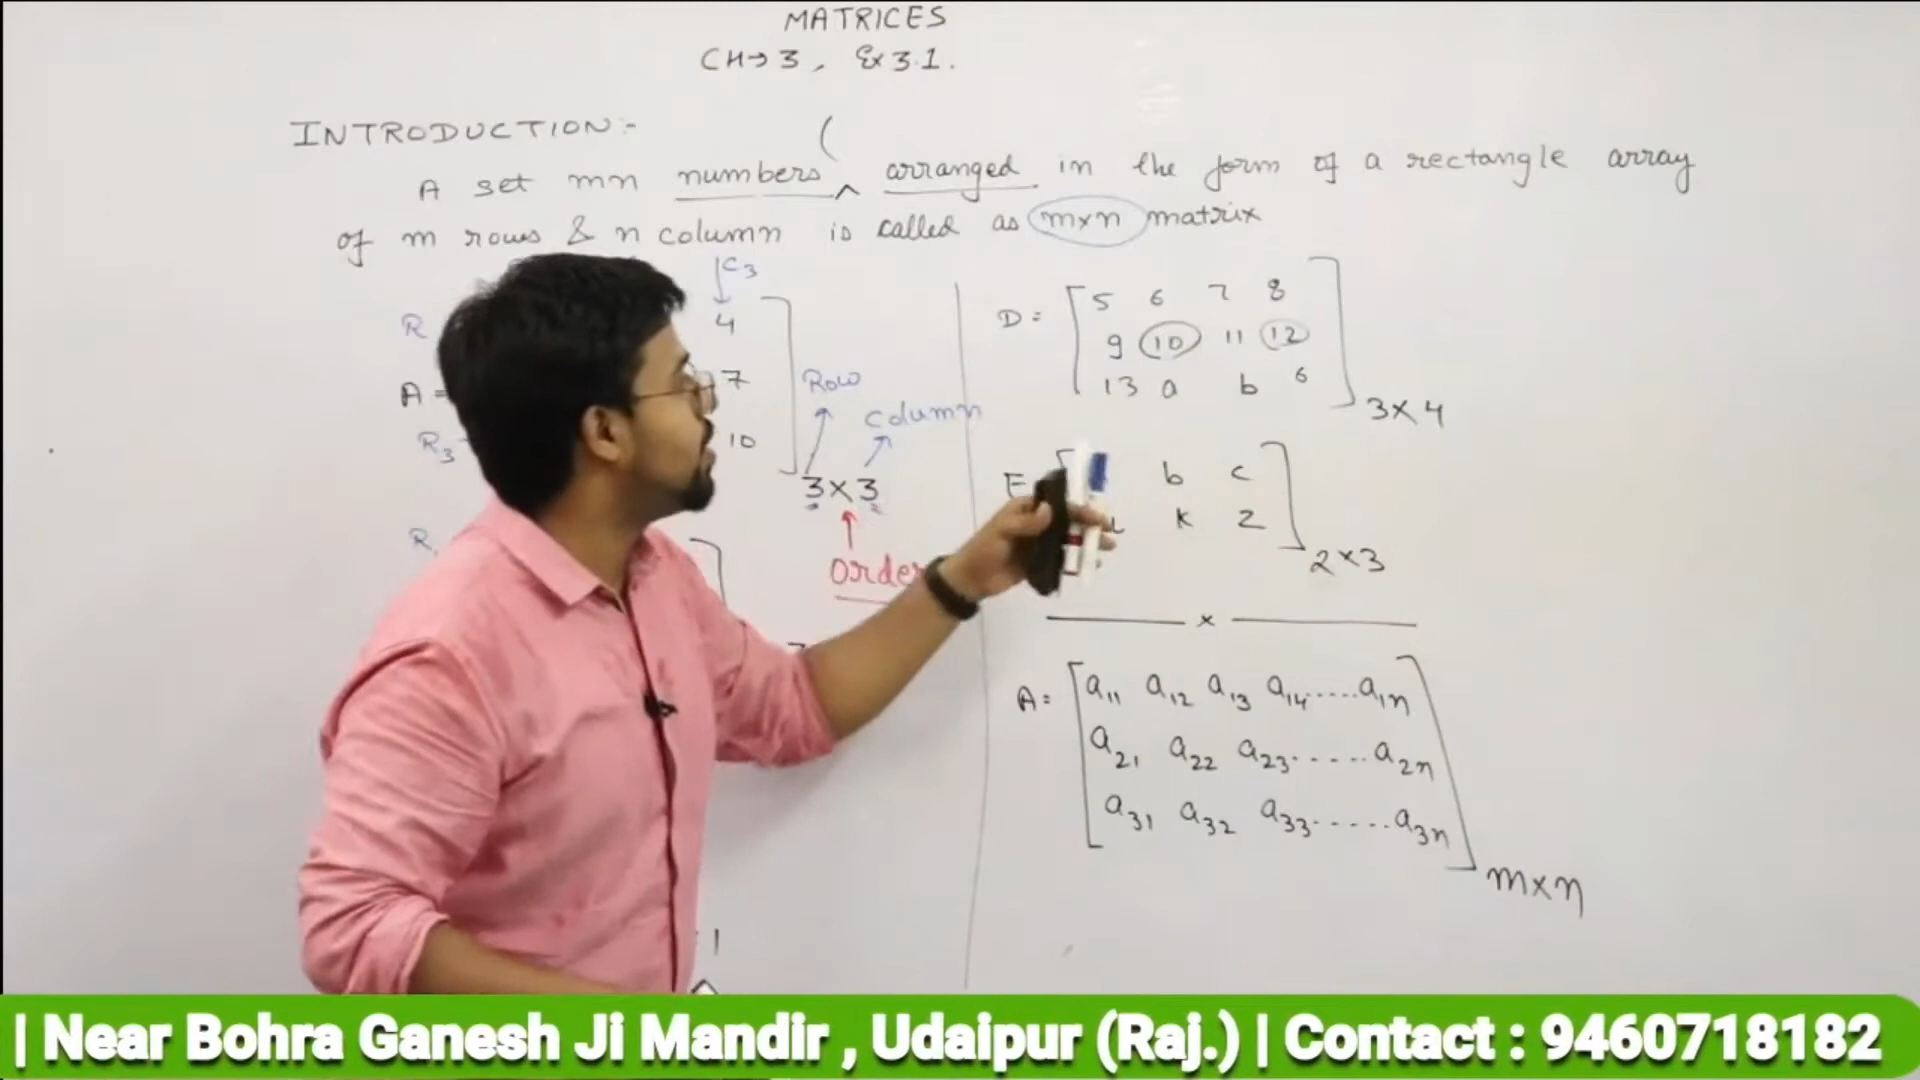 MATRICES
CH→3, Ex 3.1.
INTRODUCTION:-
(
A set mn numbers ^ arranged in the form of a rectangle array
of m rows & n column is called as m×n matrix
C3
R 4
A = 7
R3 10
Row
column
3×3
Order
R
D = 5 6 7 8
9 10 11 12
13 a b 6
3×4
b c
k 2
2×3
x
A = a11 a12 a13 a14.....a1n
a21 a22 a23......a2n
a31 a32 a33......a3n
m×n
| Near Bohra Ganesh Ji Mandir , Udaipur (Raj.) | Contact : 9460718182